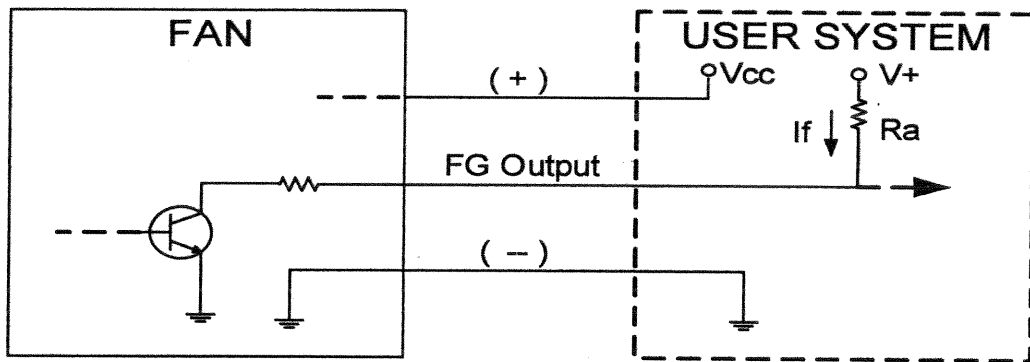 FAN
USER SYSTEM
( + )
Vcc
V+
If
Ra
FG Output
( -- )